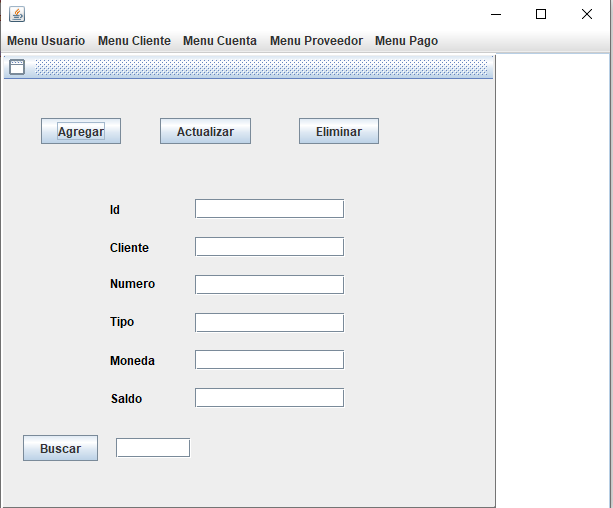 Menu Usuario Menu Cliente Menu Cuenta Menu Proveedor Menu Pago
Agregar Actualizar Eliminar
Id
Cliente
Numero
Tipo
Moneda
Saldo
Buscar